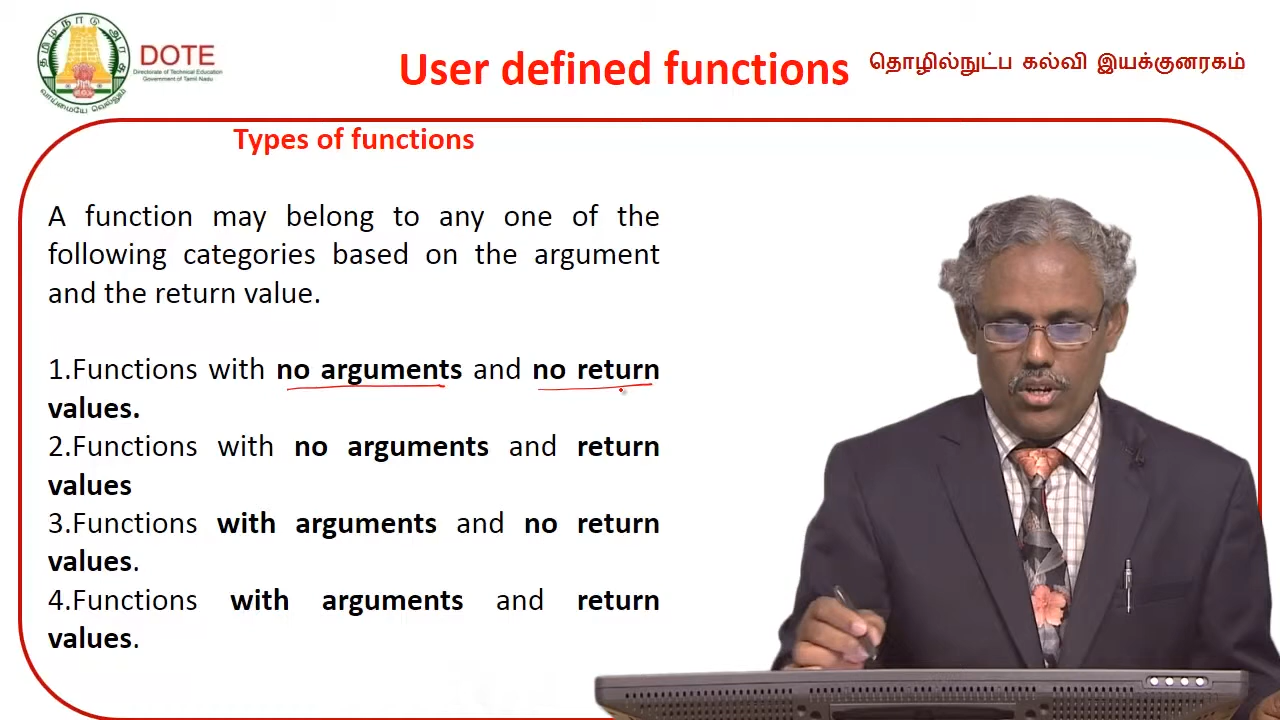 தமிழ்நாடு அரசு
வாய்மையே வெல்லும்
DOTE
Directorate of Technical Education
Government of Tamil Nadu
User defined functions
தொழில்நுட்ப கல்வி இயக்குனரகம்
Types of functions
A function may belong to any one of the
following categories based on the argument
and the return value.
1.Functions with no arguments and no return
values.
2.Functions with no arguments and return
values
3.Functions with arguments and no return
values.
4.Functions with arguments and return
values.